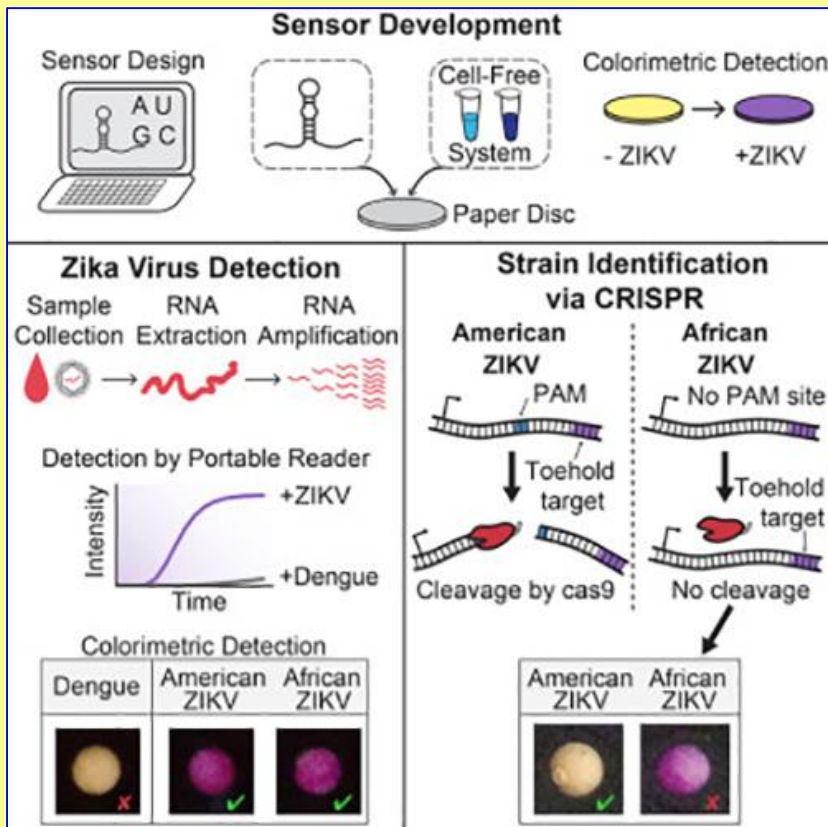 Sensor Development
Sensor Design
A U
G C
Cell-Free
System
Paper Disc
Colorimetric Detection
- ZIKV
+ZIKV
Zika Virus Detection
Sample
Collection
RNA
Extraction
RNA
Amplification
Detection by Portable Reader
Intensity
Time
+ZIKV
+Dengue
Colorimetric Detection
Dengue
American
ZIKV
African
ZIKV
Strain Identification
via CRISPR
American
ZIKV
PAM
Toehold
target
Cleavage by cas9
African
ZIKV
No PAM site
Toehold
target
No cleavage
American
ZIKV
African
ZIKV